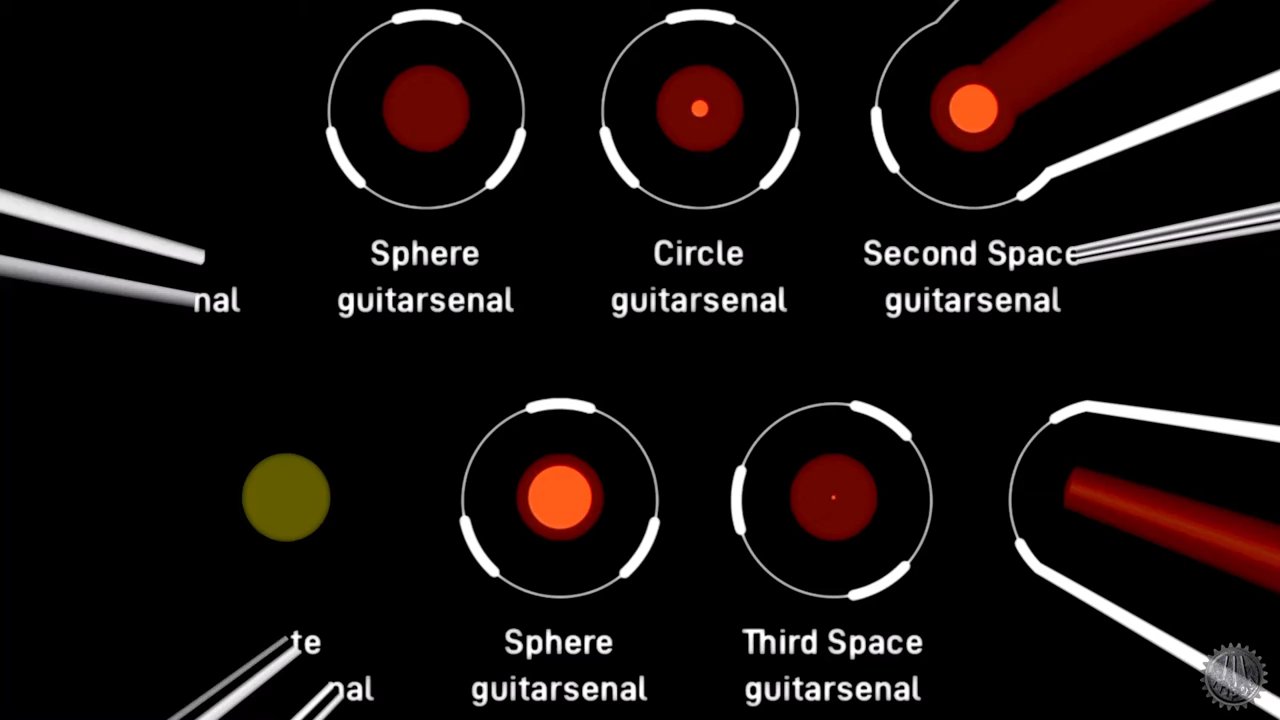 Sphere Circle Second Space
nal guitarsenal guitarsenal guitarsenal
te Sphere Third Space
nal guitarsenal guitarsenal